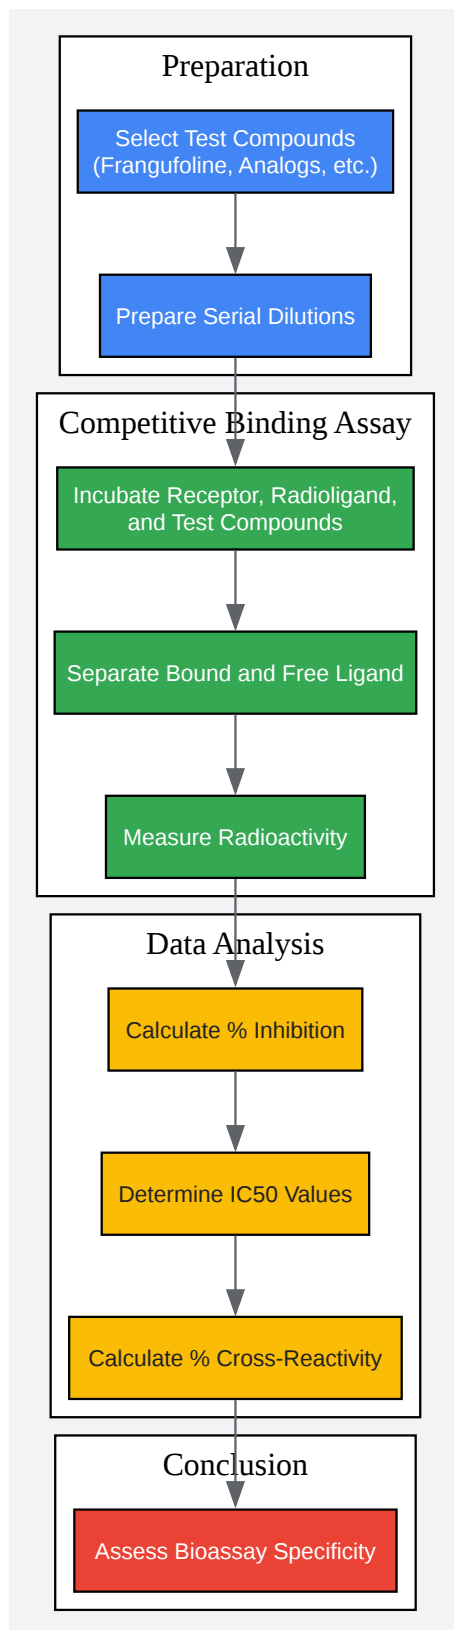 Preparation
Select Test Compounds
(Frangufoline, Analogs, etc.)
Prepare Serial Dilutions
Competitive Binding Assay
Incubate Receptor, Radioligand,
and Test Compounds
Separate Bound and Free Ligand
Measure Radioactivity
Data Analysis
Calculate % Inhibition
Determine IC50 Values
Calculate % Cross-Reactivity
Conclusion
Assess Bioassay Specificity